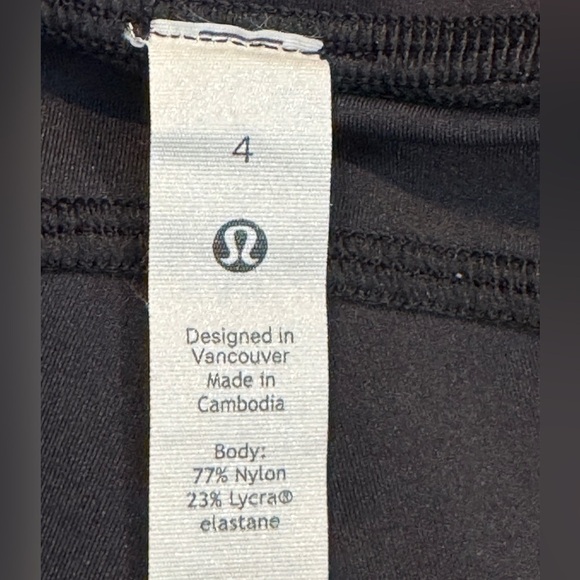 4
Designed in
Vancouver
Made in
Cambodia
Body:
77% Nylon
23% Lycra®
elastane